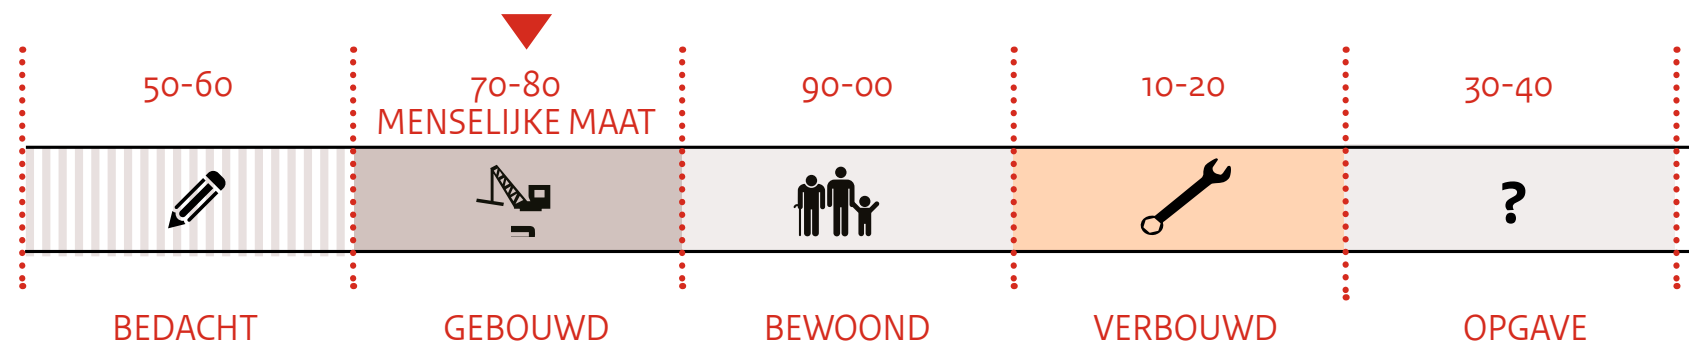 50-60
70-80
MENSELIJKE MAAT
90-00
10-20
30-40
?
BEDACHT
GEBOUWD
BEWOOND
VERBOUWD
OPGAVE